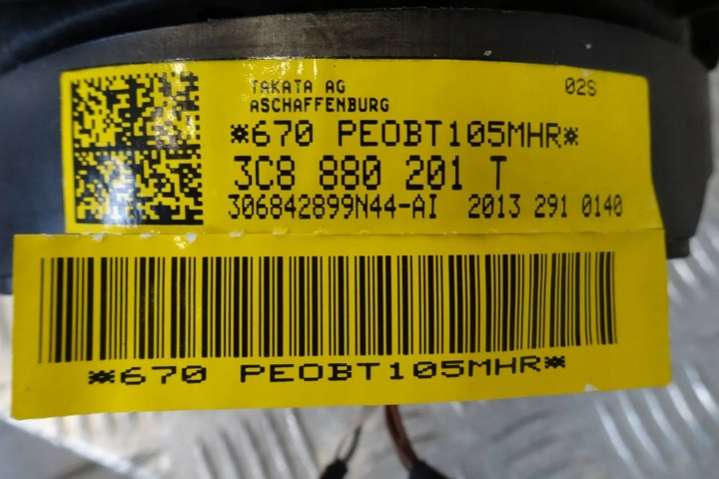 TAKATA AG
02S
ASCHAFFENBURG
*670 PEOBT105MHR*
3C8 880 201 T
306842899N44-AI 2013 291 0140
*670 PEOBT105MHR*